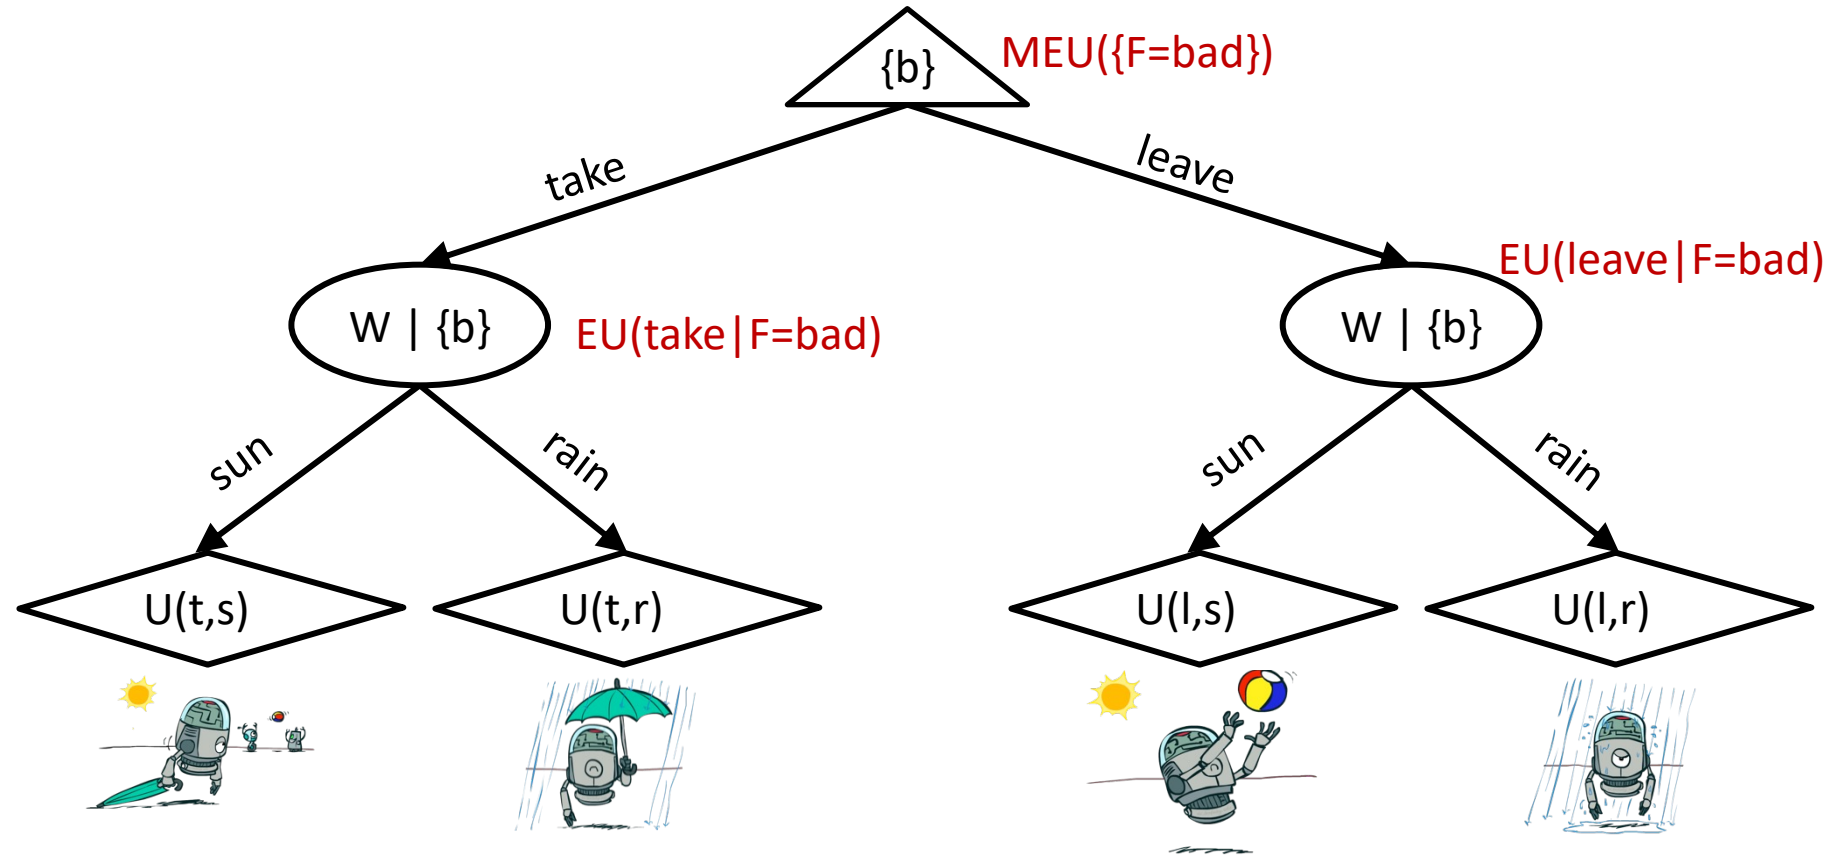 {b}
MEU({F=bad})
take
leave
W | {b}
EU(take|F=bad)
W | {b}
EU(leave|F=bad)
sun
rain
sun
rain
U(t,s)
U(t,r)
U(l,s)
U(l,r)